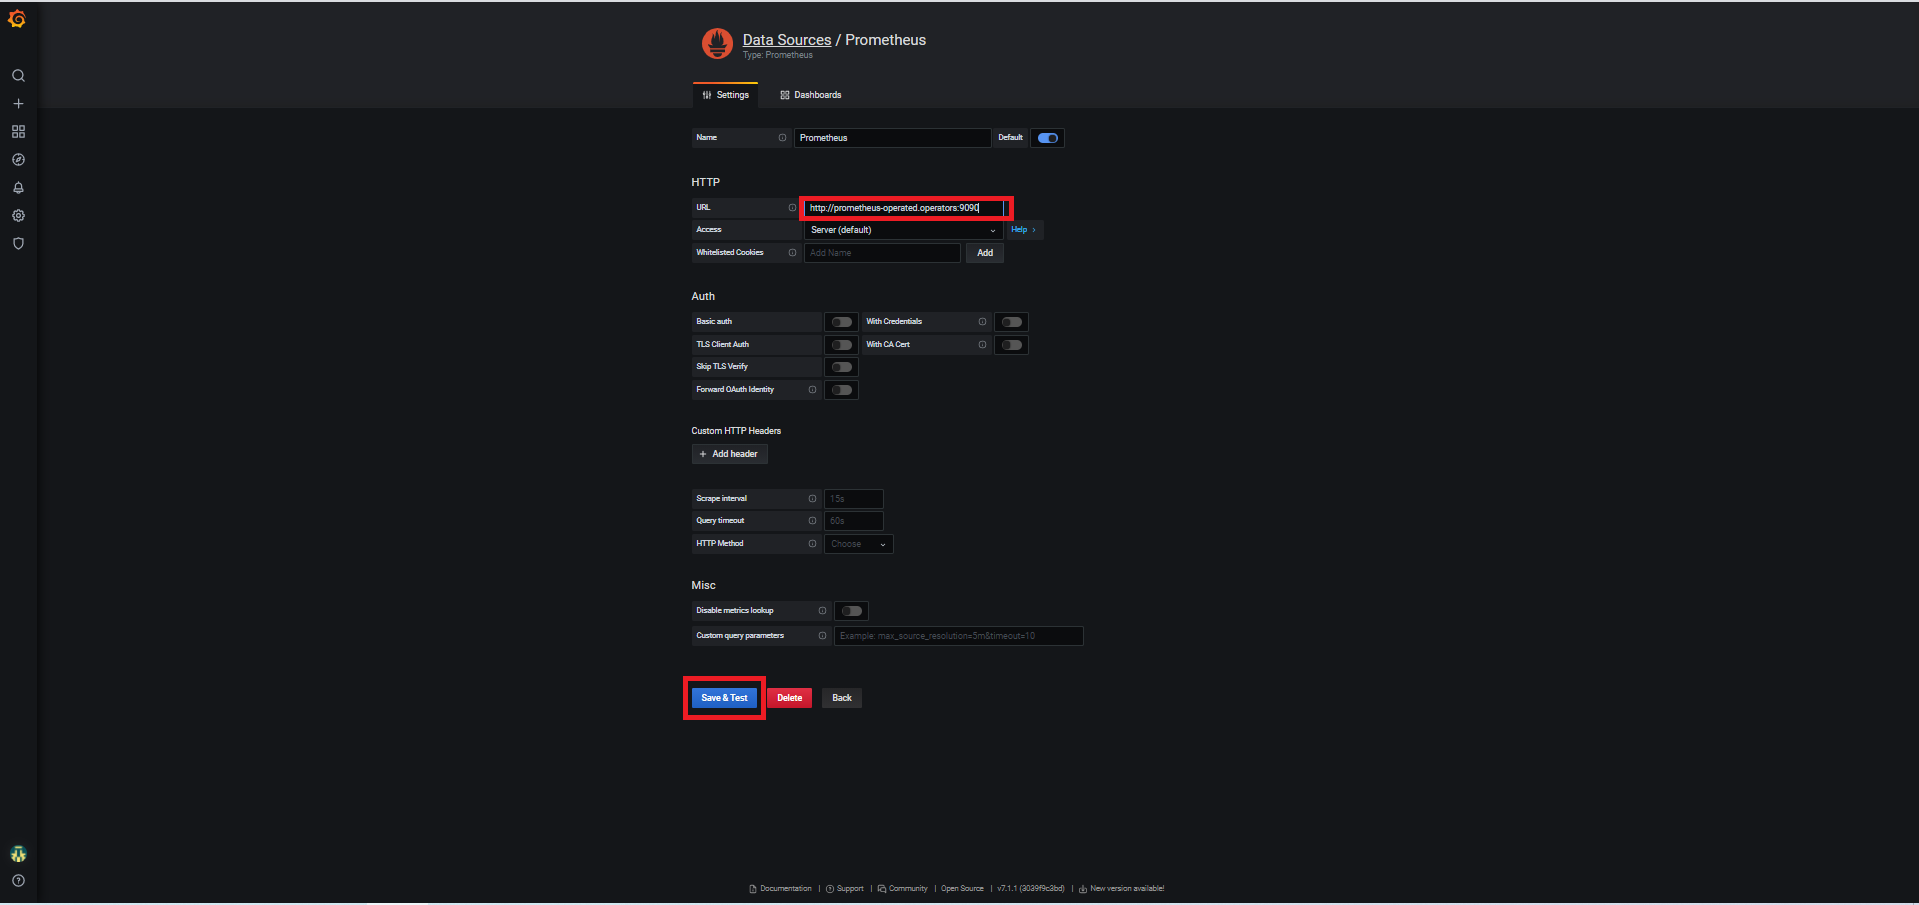 Data Sources / Prometheus
Type: Prometheus
Settings Dashboards
Name Prometheus Default
HTTP
URL http://prometheus-operated.operators:9090
Access Server (default) Help
Whitelisted Cookies Add Name Add
Auth
Basic auth With Credentials
TLS Client Auth With CA Cert
Skip TLS Verify
Forward OAuth Identity
Custom HTTP Headers
+ Add header
Scrape interval 15s
Query timeout 60s
HTTP Method Choose
Misc
Disable metrics lookup
Custom query parameters Example: max_source_resolution=5m&timeout=10
Save & Test Delete Back
Documentation | Support | Community | Open Source | v7.1.1 (3039f9c3bd) | New version available!